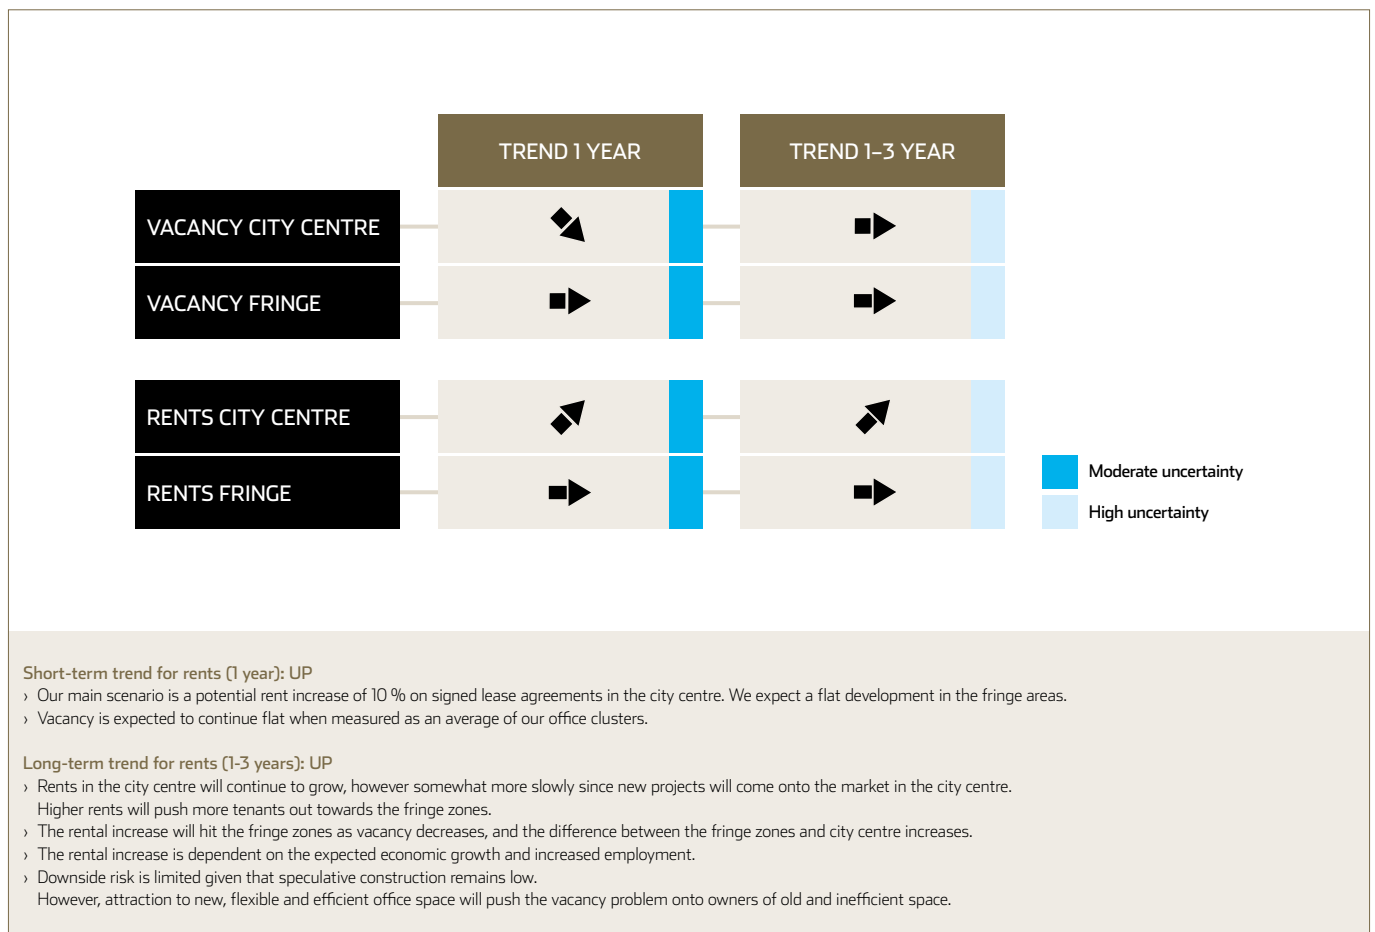 TREND 1 YEAR
TREND 1–3 YEAR
VACANCY CITY CENTRE
VACANCY FRINGE
RENTS CITY CENTRE
RENTS FRINGE
Moderate uncertainty
High uncertainty
Short-term trend for rents (1 year): UP
› Our main scenario is a potential rent increase of 10 % on signed lease agreements in the city centre. We expect a flat development in the fringe areas.
› Vacancy is expected to continue flat when measured as an average of our office clusters.
Long-term trend for rents (1-3 years): UP
› Rents in the city centre will continue to grow, however somewhat more slowly since new projects will come onto the market in the city centre.
Higher rents will push more tenants out towards the fringe zones.
› The rental increase will hit the fringe zones as vacancy decreases, and the difference between the fringe zones and city centre increases.
› The rental increase is dependent on the expected economic growth and increased employment.
› Downside risk is limited given that speculative construction remains low.
However, attraction to new, flexible and efficient office space will push the vacancy problem onto owners of old and inefficient space.